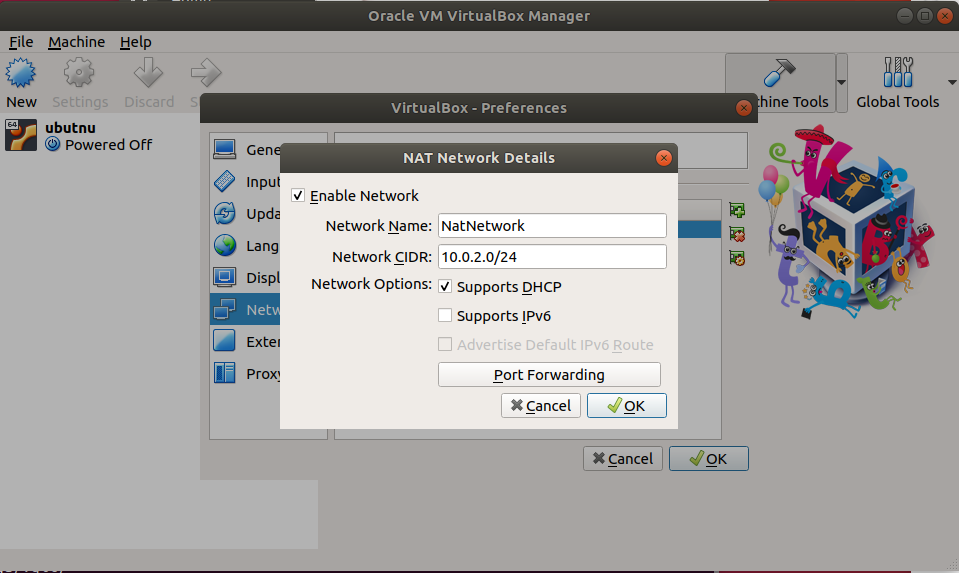 Oracle VM VirtualBox Manager
File Machine Help
New Settings Discard
Machine Tools Global Tools
64
ubutnu
Powered Off
VirtualBox - Preferences
NAT Network Details
Enable Network
Network Name: NatNetwork
Network CIDR: 10.0.2.0/24
Network Options: Supports DHCP
Supports IPv6
Advertise Default IPv6 Route
Port Forwarding
Cancel OK
Gene
Input
Upda
Lang
Displ
Netw
Exter
Proxy
Cancel OK